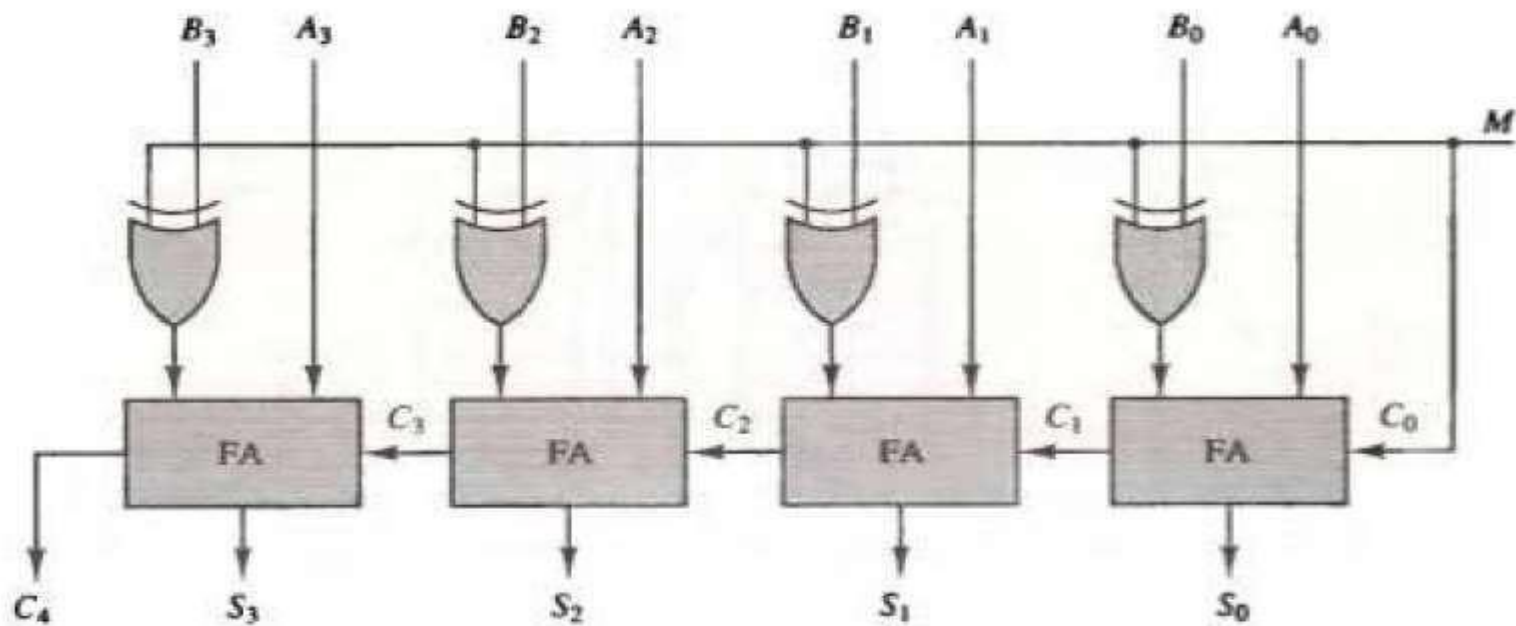 B₃ A₃ B₂ A₂ B₁ A₁ B₀ A₀
M
C₃ C₂ C₁ C₀
FA FA FA FA
C₄ S₃ S₂ S₁ S₀